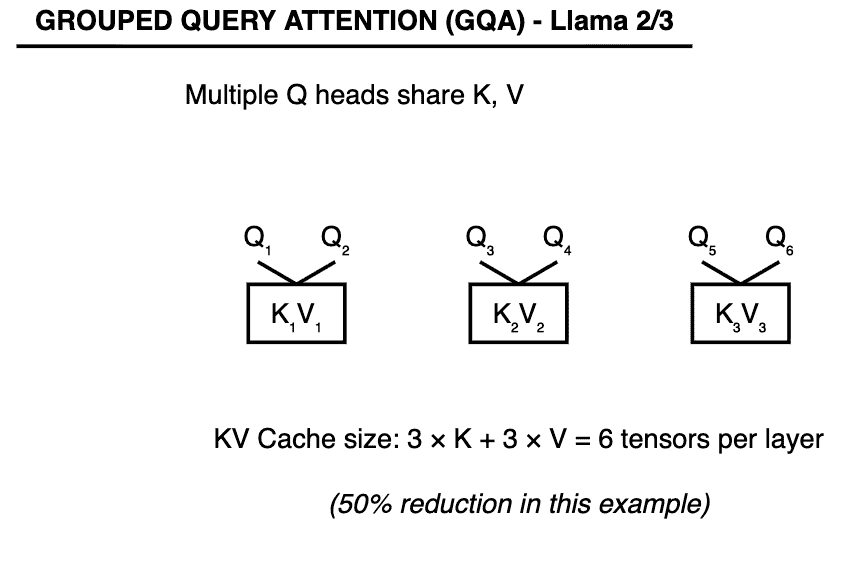 GROUPED QUERY ATTENTION (GQA) - Llama 2/3
Multiple Q heads share K, V
Q₁ Q₂ Q₃ Q₄ Q₅ Q₆
K₁V₁ K₂V₂ K₃V₃
KV Cache size: 3 × K + 3 × V = 6 tensors per layer
(50% reduction in this example)